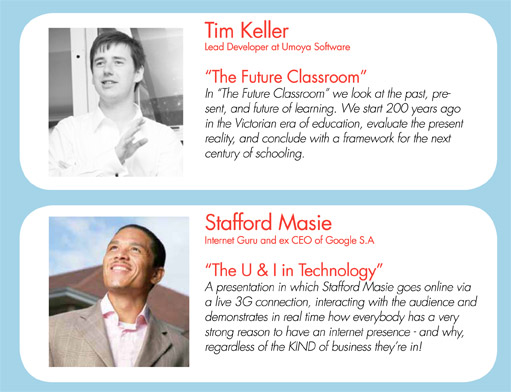 Tim Keller
Lead Developer at Umoya Software
“The Future Classroom”
In “The Future Classroom” we look at the past, pre-
sent, and future of learning. We start 200 years ago
in the Victorian era of education, evaluate the present
reality, and conclude with a framework for the next
century of schooling.
Stafford Masie
Internet Guru and ex CEO of Google S.A
“The U & I in Technology”
A presentation in which Stafford Masie goes online via
a live 3G connection, interacting with the audience and
demonstrates in real time how everybody has a very
strong reason to have an internet presence - and why,
regardless of the KIND of business they’re in!